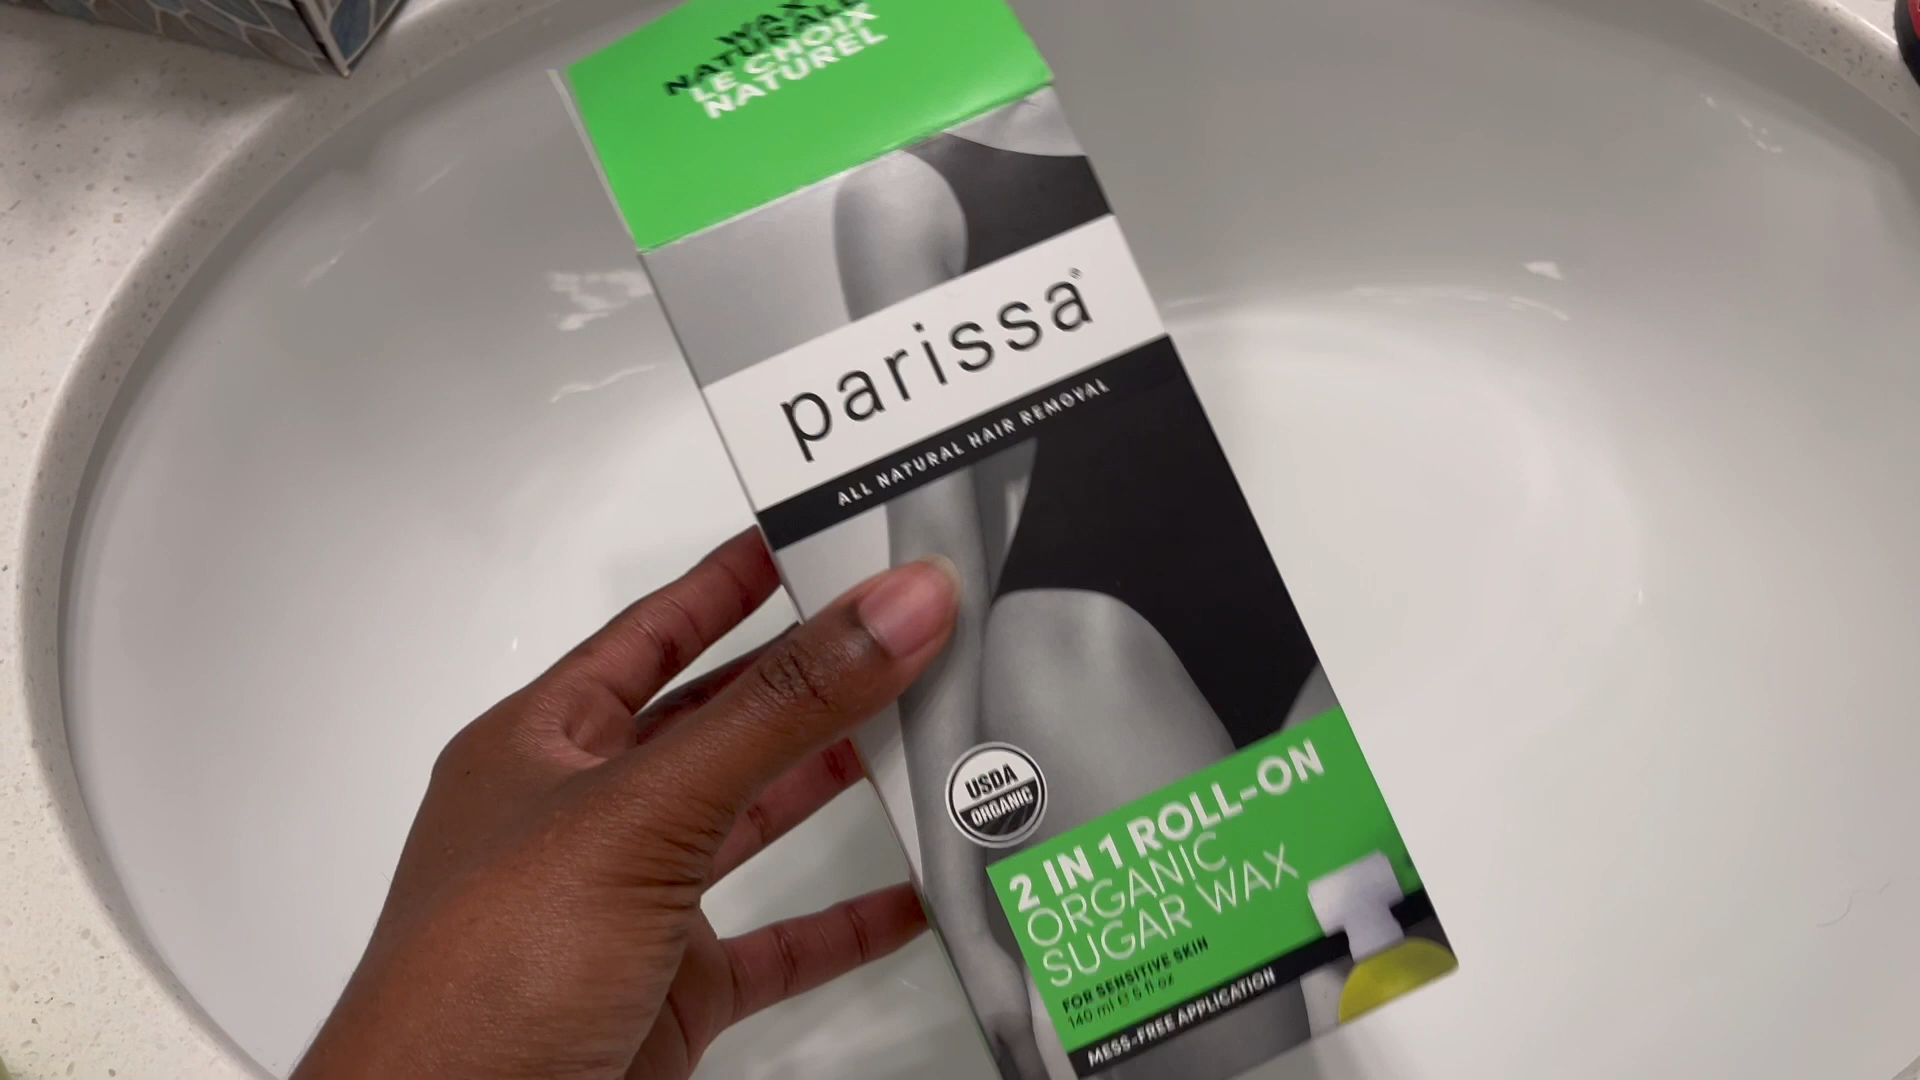 WAX
NATURALLY
LE CHOIX
NATUREL
parissa®
ALL NATURAL HAIR REMOVAL
USDA
ORGANIC
2 IN 1 ROLL-ON
ORGANIC
SUGAR WAX
FOR SENSITIVE SKIN
140 ml ℮ 5 fl oz
MESS-FREE APPLICATION